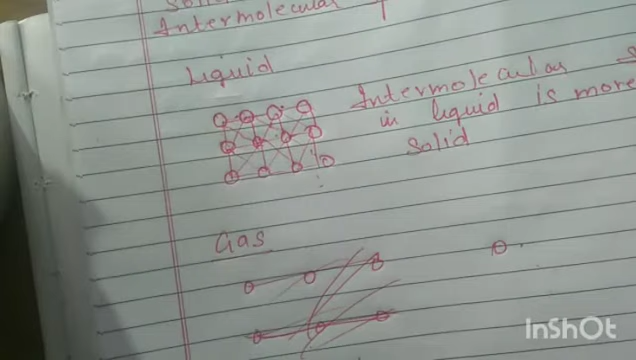 Intermolecular
Liquid
Intermolecular
in liquid is more
solid
Gas
InShOt